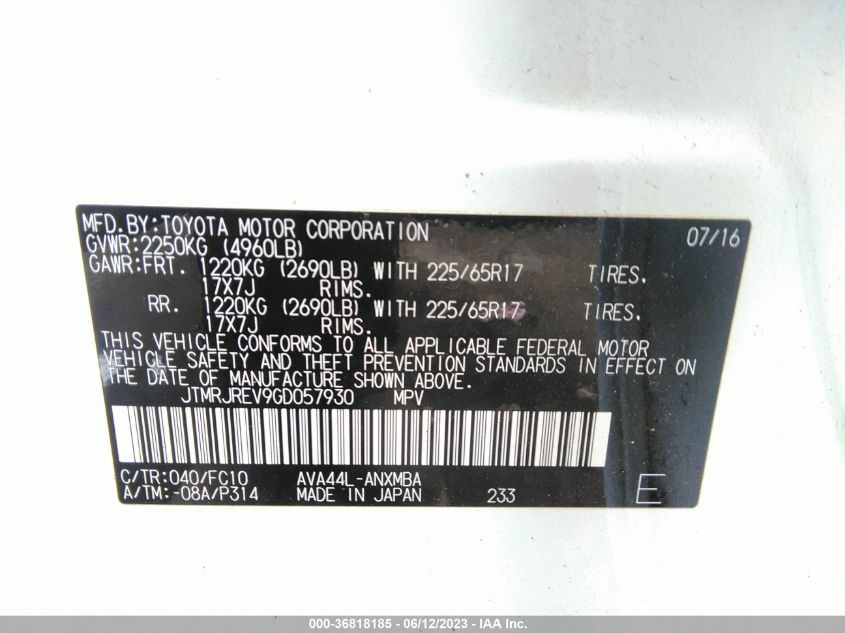 MFD.BY:TOYOTA MOTOR CORPORATION 07/16
GVWR:2250KG (4960LB)
GAWR:FRT. 1220KG (2690LB) WITH 225/65R17 TIRES.
17X7J RIMS.
RR. 1220KG (2690LB) WITH 225/65R17 TIRES.
17X7J RIMS.
THIS VEHICLE CONFORMS TO ALL APPLICABLE FEDERAL MOTOR
VEHICLE SAFETY AND THEFT PREVENTION STANDARDS IN EFFECT ON
THE DATE OF MANUFACTURE SHOWN ABOVE.
JTMRJREV9GD057930 MPV
C/TR:040/FC10 AVA44L-ANXMBA
A/TM:-08A/P314 MADE IN JAPAN 233 E
000-36818185 - 06/12/2023 - IAA Inc.